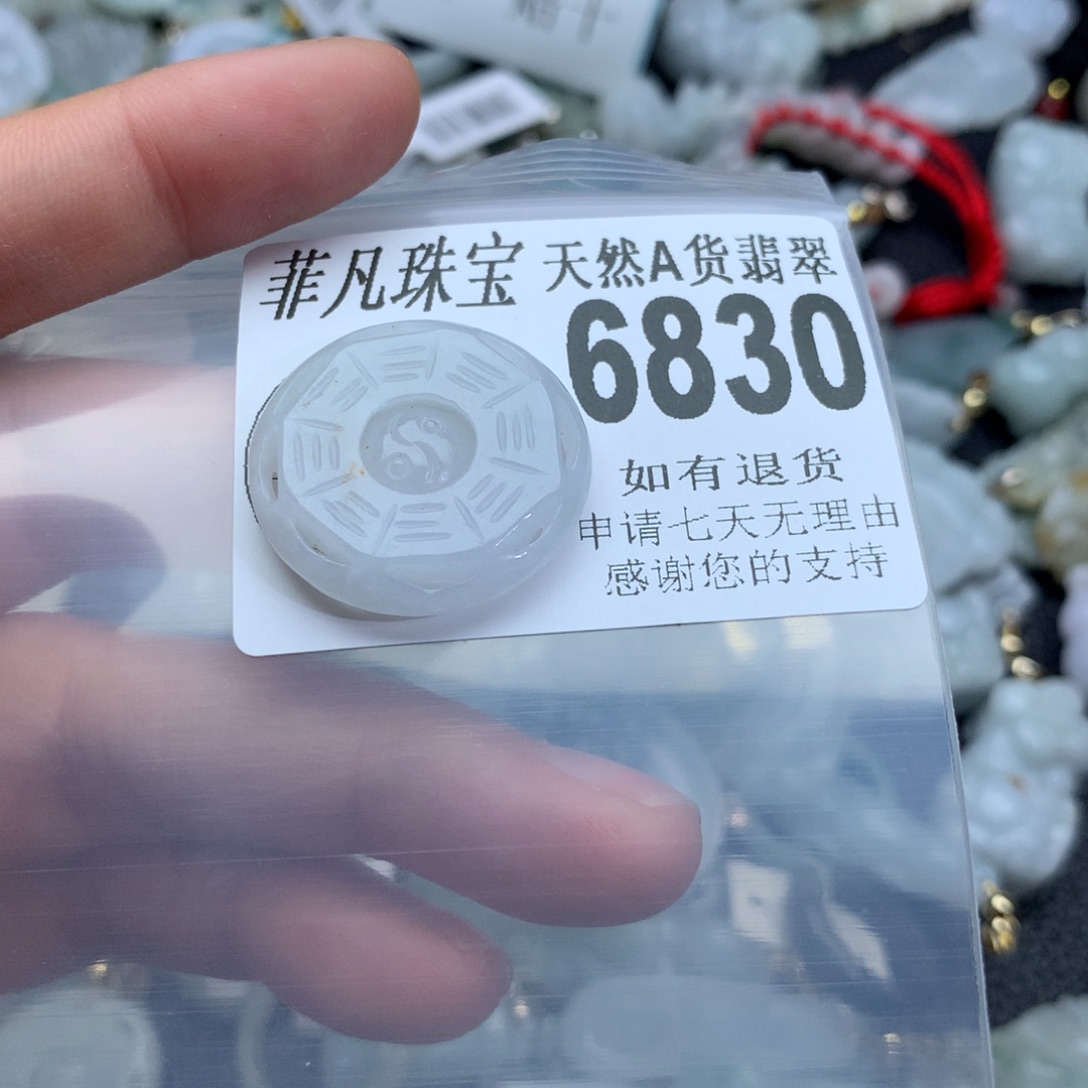 菲凡珠宝 天然A货翡翠
6830
如有退货
申请七天无理由
感谢您的支持